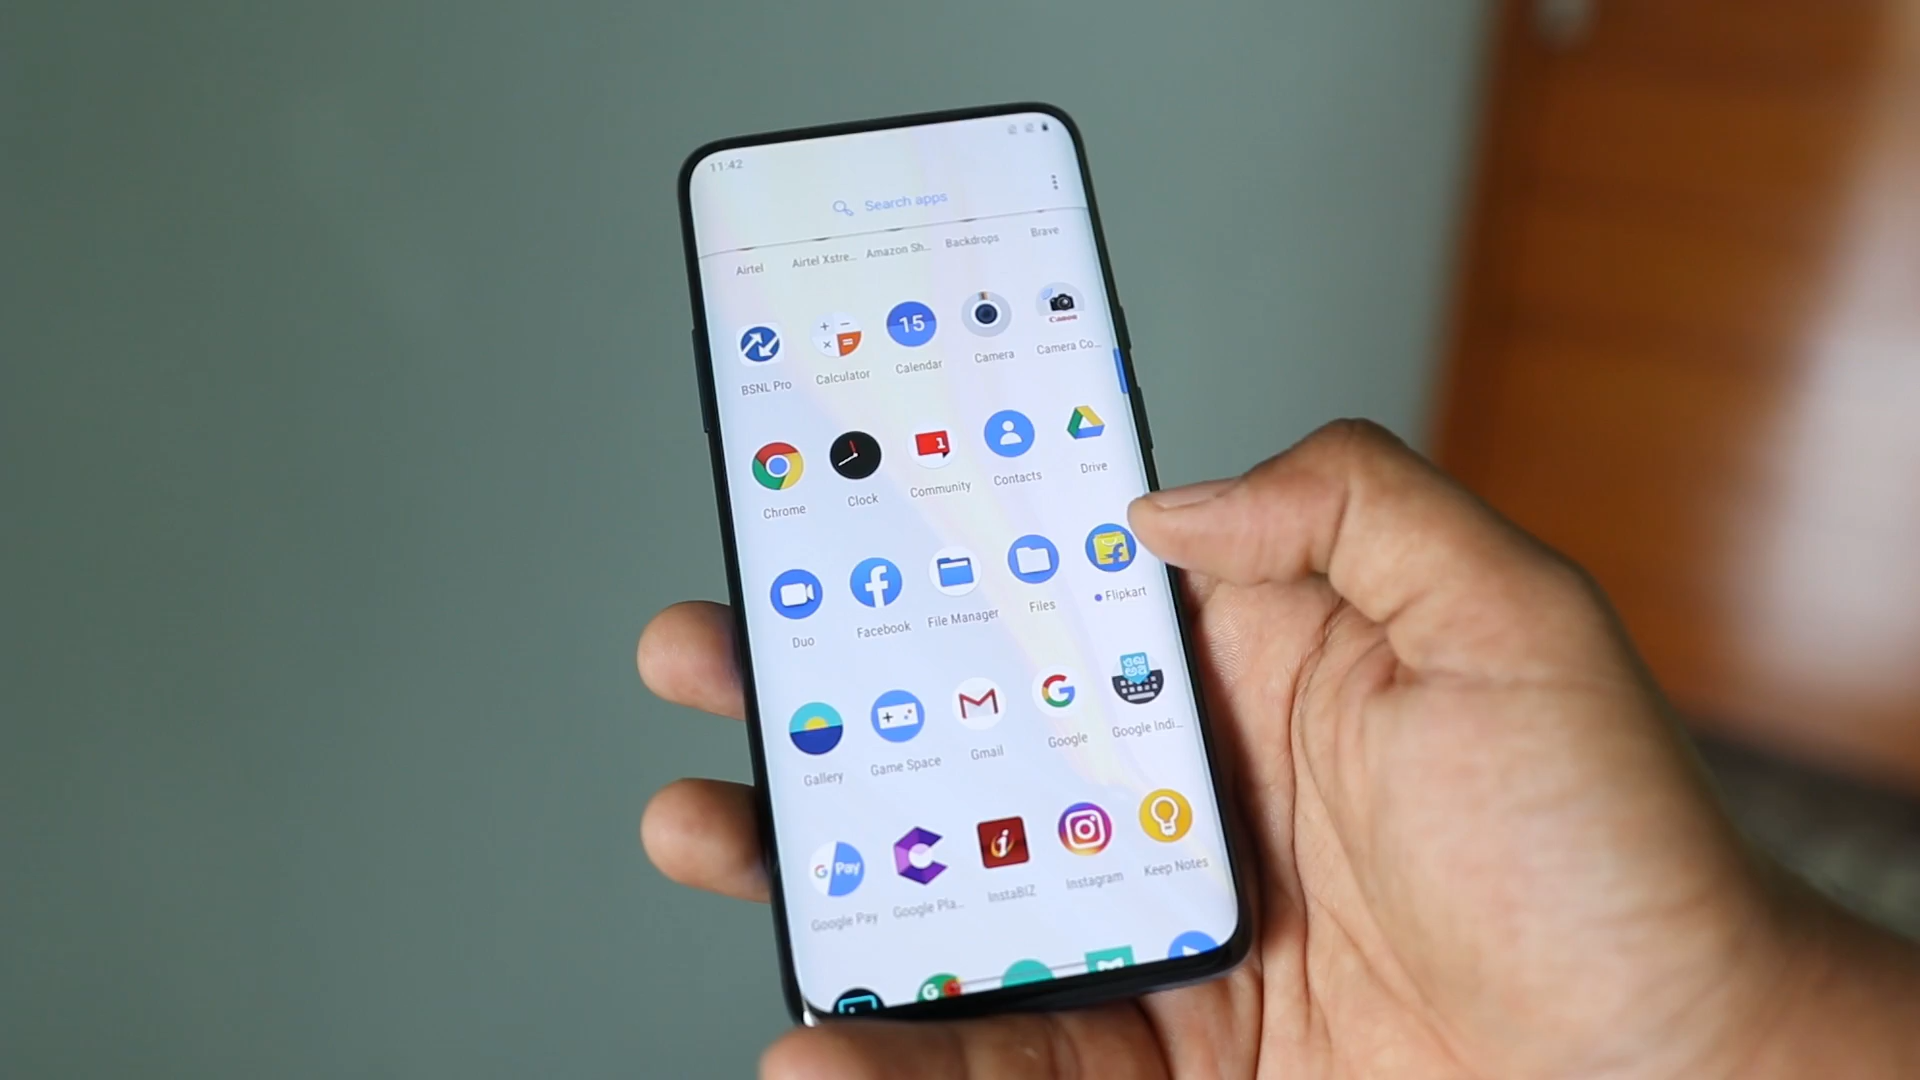 11:42
Search apps
Airtel Airtel Xstre... Amazon Sh... Backdrops Brave
15 Canon
BSNL Pro Calculator Calendar Camera Camera Co...
1
Chrome Clock Community Contacts Drive
Duo Facebook File Manager Files Flipkart
Gallery Game Space Gmail Google Google Indi...
G Pay
Google Pay Google Pla... InstaBIZ Instagram Keep Notes